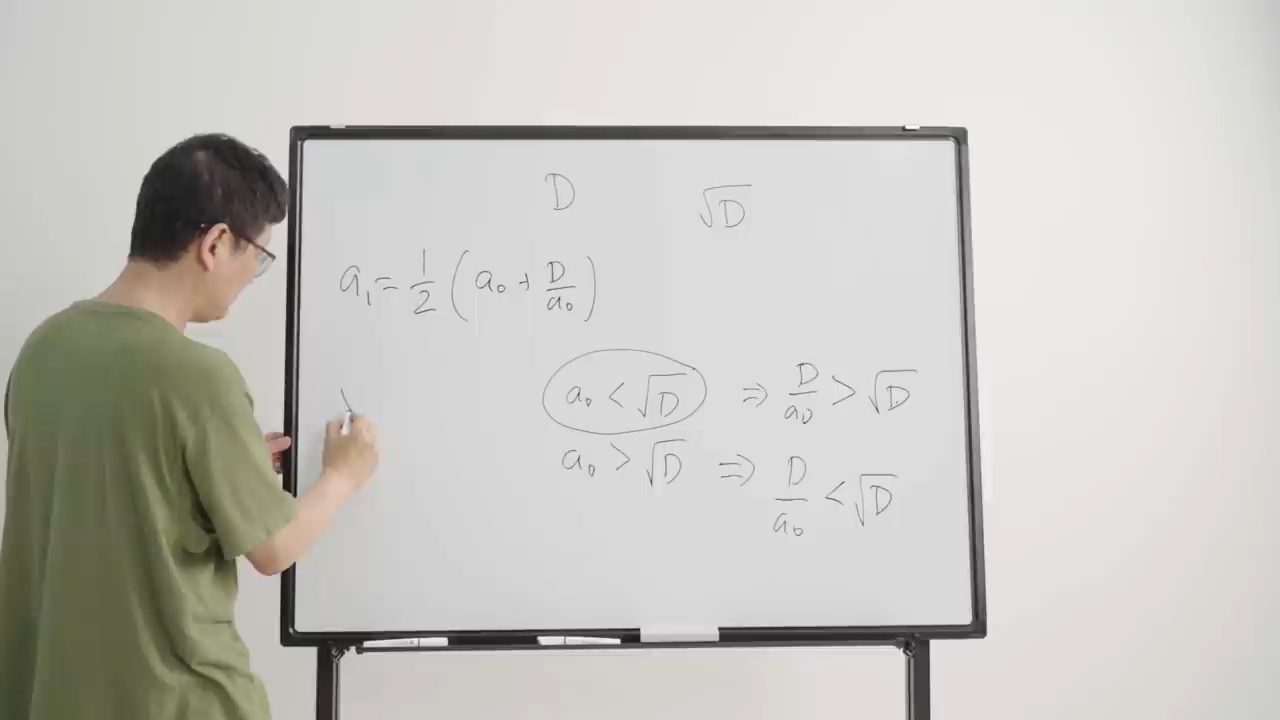 D √D
a₁ = 1/2 (a₀ + D/a₀)
a₀ < √D ⇒ D/a₀ > √D
a₀ > √D ⇒ D/a₀ < √D